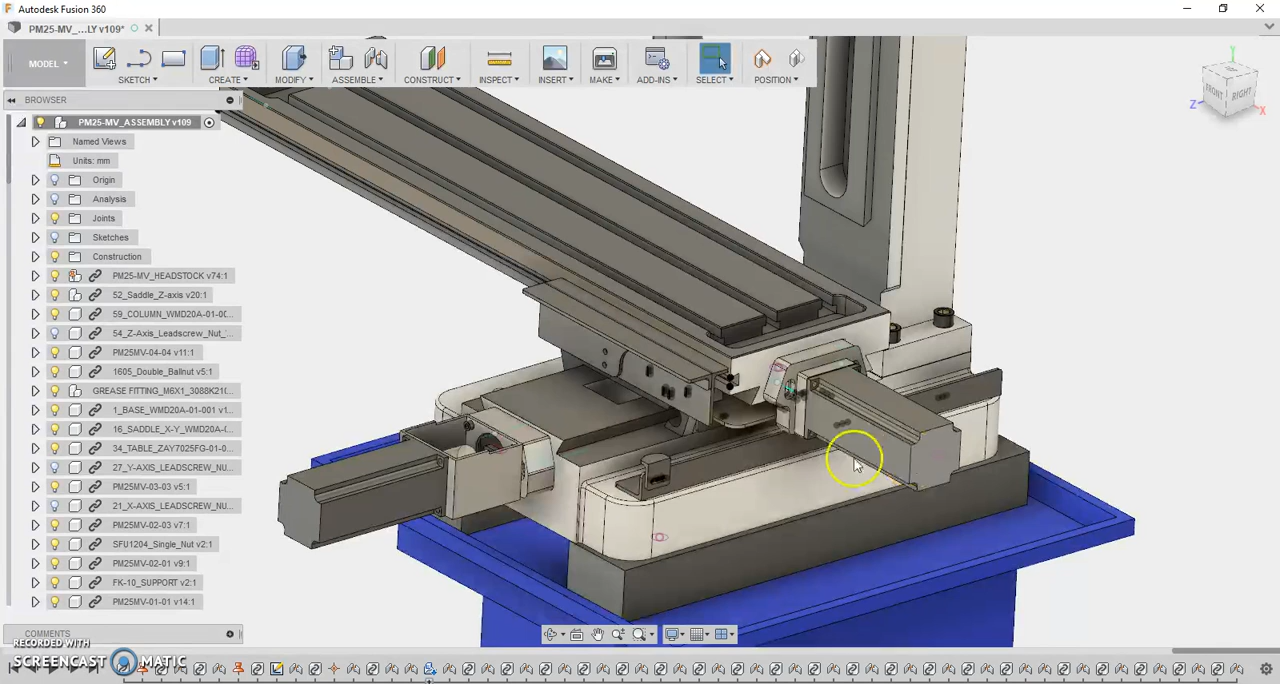 Autodesk Fusion 360
PM25-MV_...LY v109*
MODEL
SKETCH
CREATE
MODIFY
ASSEMBLE
CONSTRUCT
INSPECT
INSERT
MAKE
ADD-INS
SELECT
POSITION
Y
FRONT
RIGHT
Z
X
BROWSER
PM25-MV_ASSEMBLY v109
Named Views
Units: mm
Origin
Analysis
Joints
Sketches
Construction
PM25-MV_HEADSTOCK v74:1
52_Saddle_Z-axis v20:1
59_COLUMN_WMD20A-01-00...
54_Z-Axis_Leadscrew_Nut_...
PM25MV-04-04 v11:1
1605_Double_Ballnut v5:1
GREASE FITTING_M6X1_3088K21(...
1_BASE_WMD20A-01-001 v1...
16_SADDLE_X-Y_WMD20A-0...
34_TABLE_ZAY7025FG-01-0...
27_Y-AXIS_LEADSCREW_NU...
PM25MV-03-03 v5:1
21_X-AXIS_LEADSCREW_NU...
PM25MV-02-03 v7:1
SFU1204_Single_Nut v2:1
PM25MV-02-01 v9:1
FK-10_SUPPORT v2:1
PM25MV-01-01 v14:1
COMMENTS
RECORDED WITH
SCREENCAST MATIC